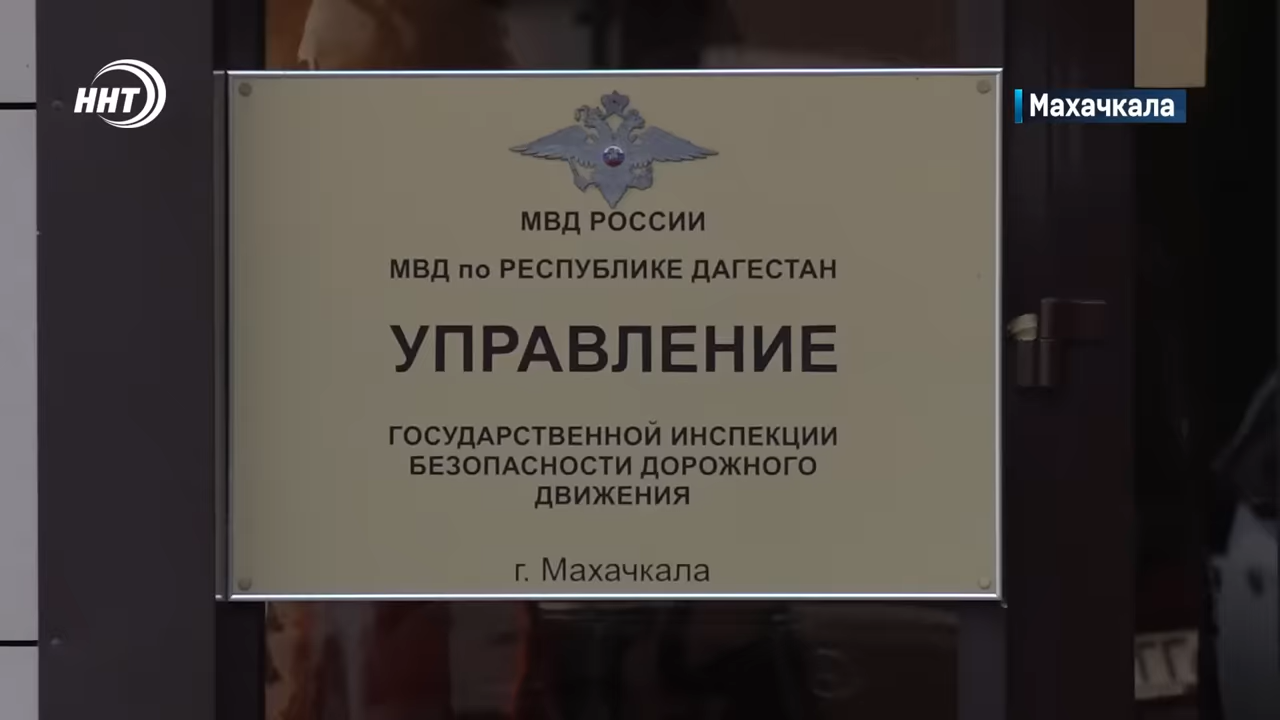 ННТ
Махачкала
МВД РОССИИ
МВД по РЕСПУБЛИКЕ ДАГЕСТАН
УПРАВЛЕНИЕ
ГОСУДАРСТВЕННОЙ ИНСПЕКЦИИ
БЕЗОПАСНОСТИ ДОРОЖНОГО
ДВИЖЕНИЯ
г. Махачкала